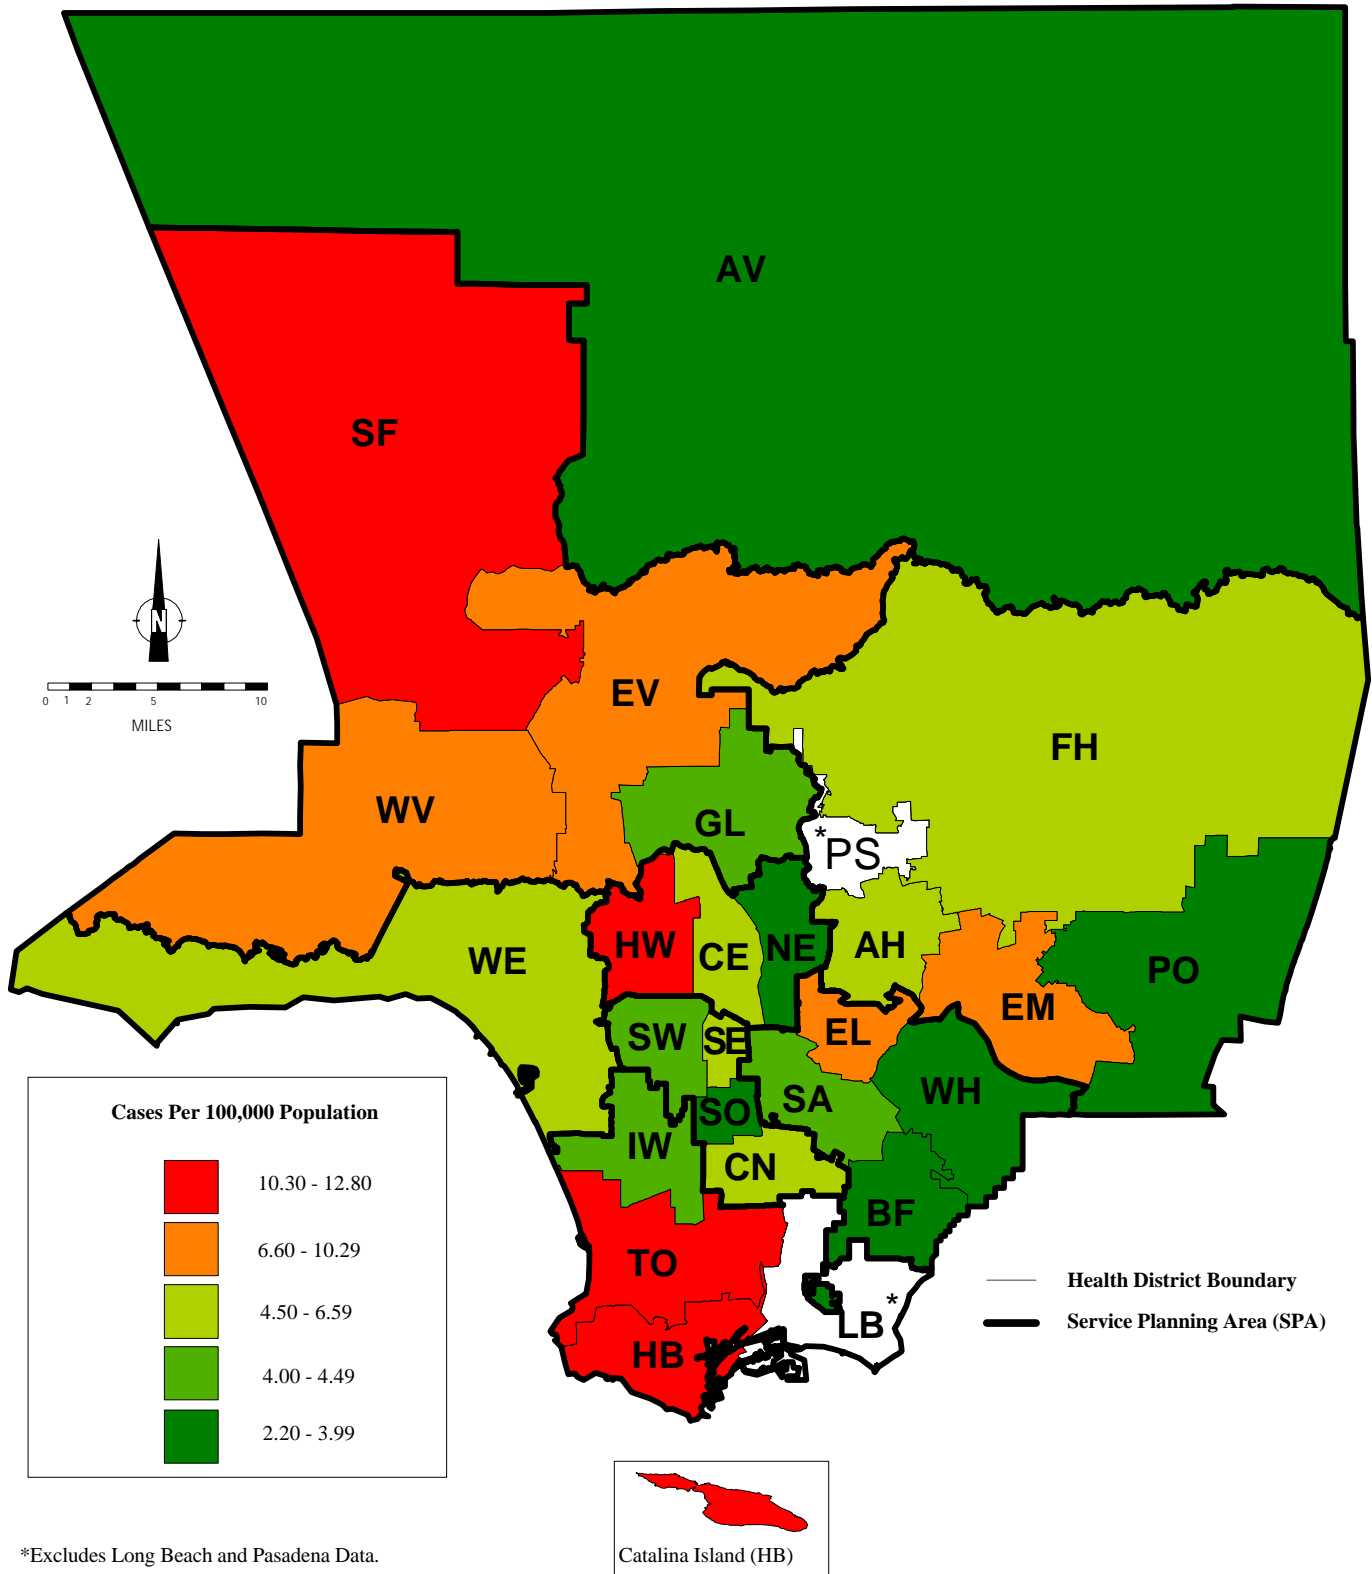 AV
SF
N
0 1 2 5 10
MILES
EV
FH
WV
GL
*PS
HW
CE
NE
AH
WE
PO
EM
SW
SE
EL
SA
WH
SO
IW
CN
BF
TO
LB*
HB
Cases Per 100,000 Population
10.30 - 12.80
6.60 - 10.29
4.50 - 6.59
4.00 - 4.49
2.20 - 3.99
Health District Boundary
Service Planning Area (SPA)
*Excludes Long Beach and Pasadena Data.
Catalina Island (HB)